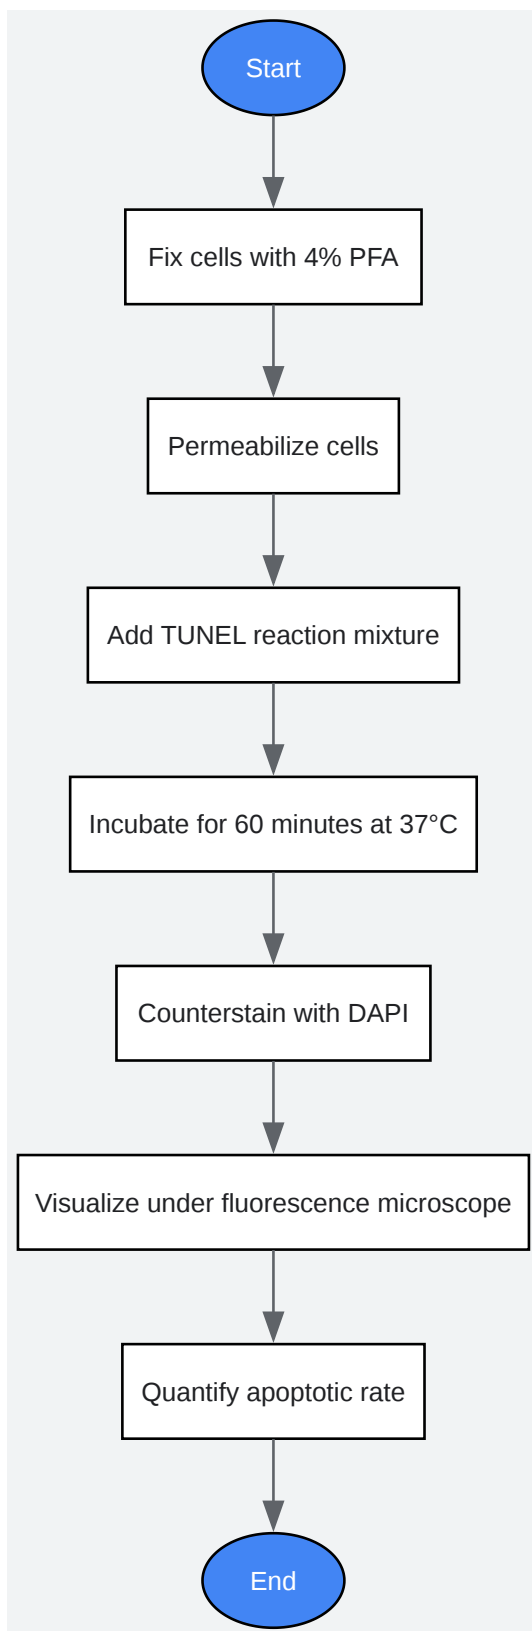 Start
Fix cells with 4% PFA
Permeabilize cells
Add TUNEL reaction mixture
Incubate for 60 minutes at 37°C
Counterstain with DAPI
Visualize under fluorescence microscope
Quantify apoptotic rate
End